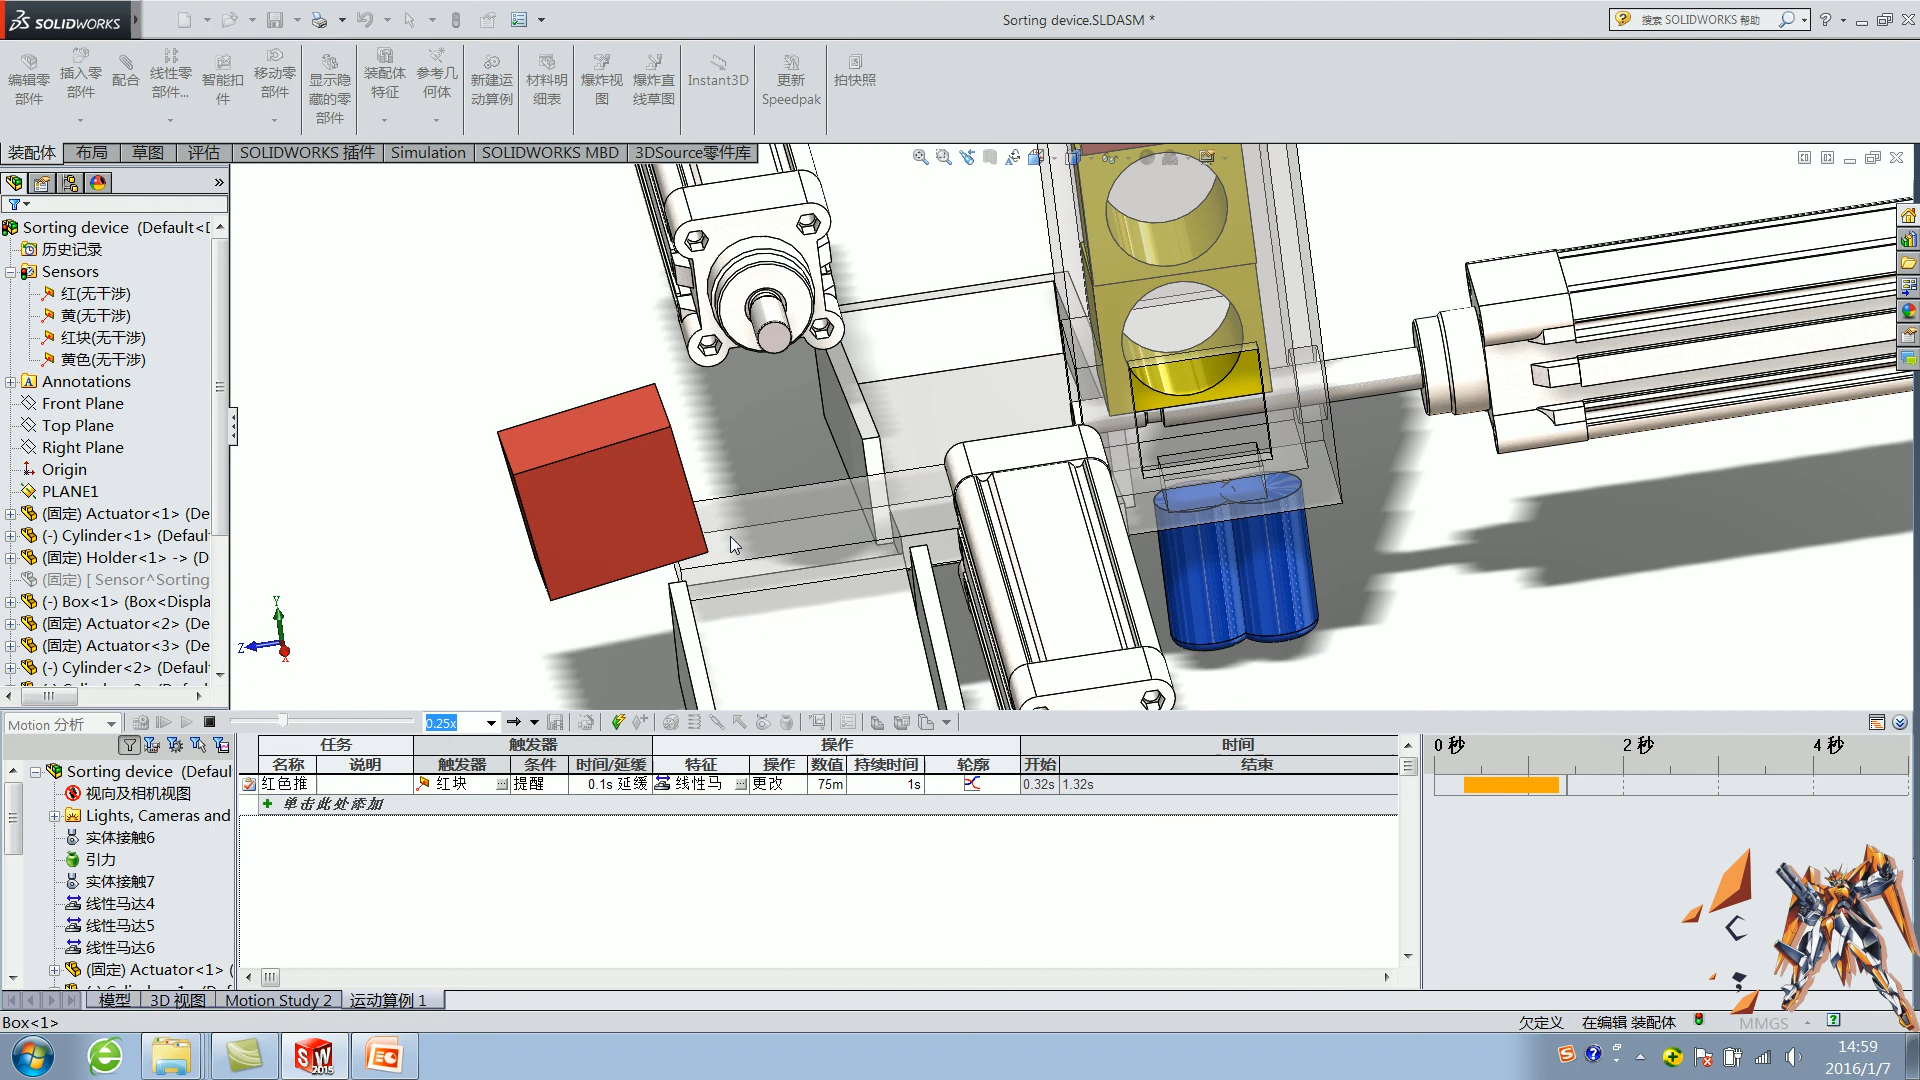 SOLIDWORKS
Sorting device.SLDASM *
搜索 SOLIDWORKS 帮助
编辑零部件
插入零部件
配合
线性零部件...
智能扣件
移动零部件
显示隐藏的零部件
装配体特征
参考几何体
新建运动算例
材料明细表
爆炸视图
爆炸直线草图
Instant3D
更新 Speedpak
拍快照
装配体 布局 草图 评估 SOLIDWORKS 插件 Simulation SOLIDWORKS MBD 3DSource零件库
Sorting device (Default<[
历史记录
Sensors
红(无干涉)
黄(无干涉)
红块(无干涉)
黄色(无干涉)
Annotations
Front Plane
Top Plane
Right Plane
Origin
PLANE1
(固定) Actuator<1> (De
(-) Cylinder<1> (Defaul
(固定) Holder<1> -> (D
(固定) [ Sensor^Sorting
(-) Box<1> (Box<Displa
(固定) Actuator<2> (De
(固定) Actuator<3> (De
(-) Cylinder<2> (Defaul
Y
Z
X
Motion 分析
0.25x
任务 触发器 操作 时间
名称 说明 触发器 条件 时间/延缓 特征 操作 数值 持续时间 轮廓 开始 结束
红色推 红块 提醒 0.1s 延缓 线性马 更改 75m 1s 0.32s 1.32s
单击此处添加
0 秒 2 秒 4 秒
Sorting device (Defaul
视向及相机视图
Lights, Cameras and
实体接触6
引力
实体接触7
线性马达4
线性马达5
线性马达6
(固定) Actuator<1> (
模型 3D 视图 Motion Study 2 运动算例 1
Box<1>
欠定义 在编辑 装配体 MMGS
14:59
2016/1/7